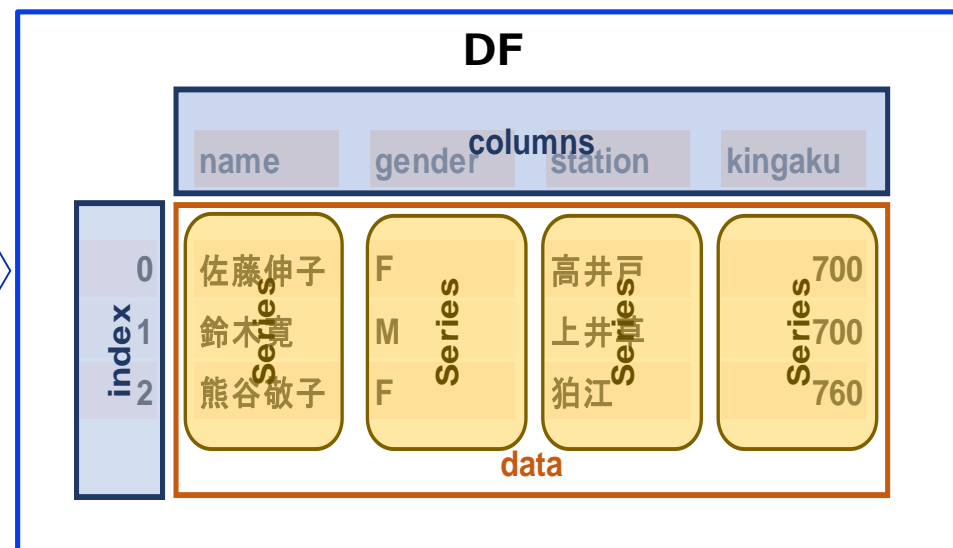 DF
columns
name gender station kingaku
0 佐藤伸子 F 高井戸 700
1 鈴木寛 M 上井草 700
2 熊谷敬子 F 狛江 760
index
Series Series Series Series
data